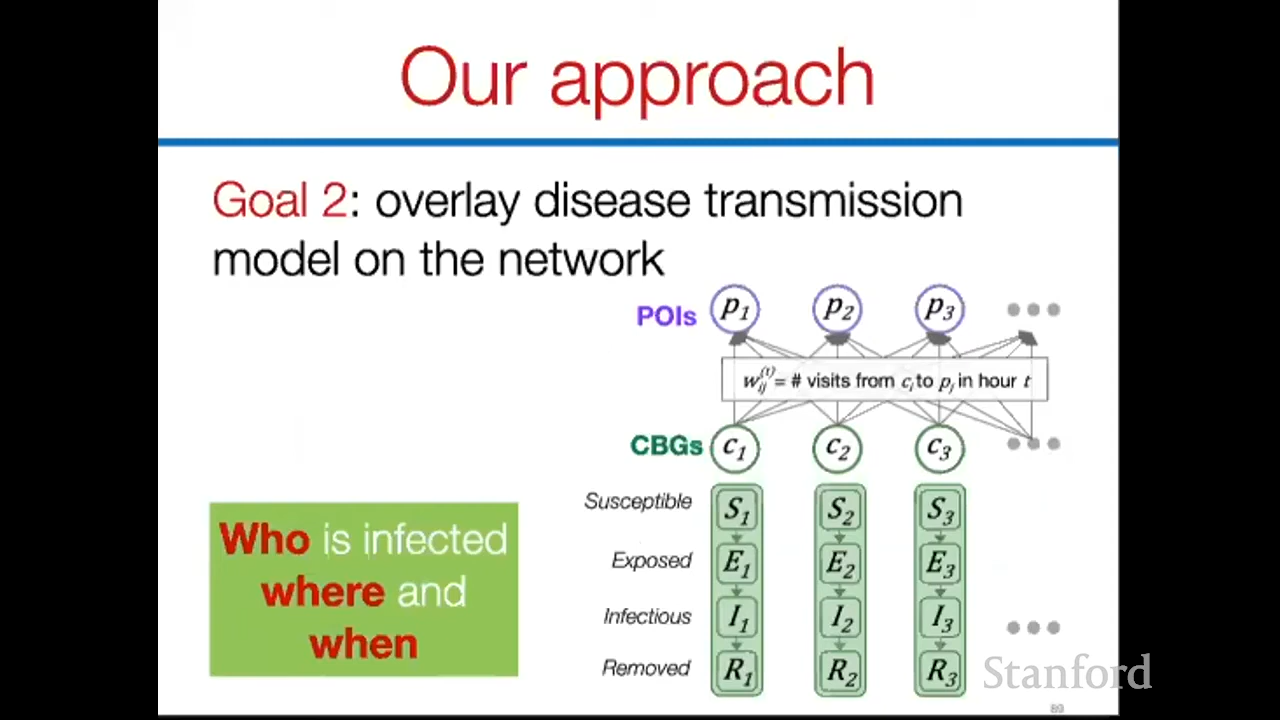 Our approach
Goal 2: overlay disease transmission
model on the network
POIs p1 p2 p3
wij(t) = # visits from ci to pj in hour t
CBGs c1 c2 c3
Susceptible S1 S2 S3
Exposed E1 E2 E3
Infectious I1 I2 I3
Removed R1 R2 R3
Who is infected
where and
when
Stanford
89